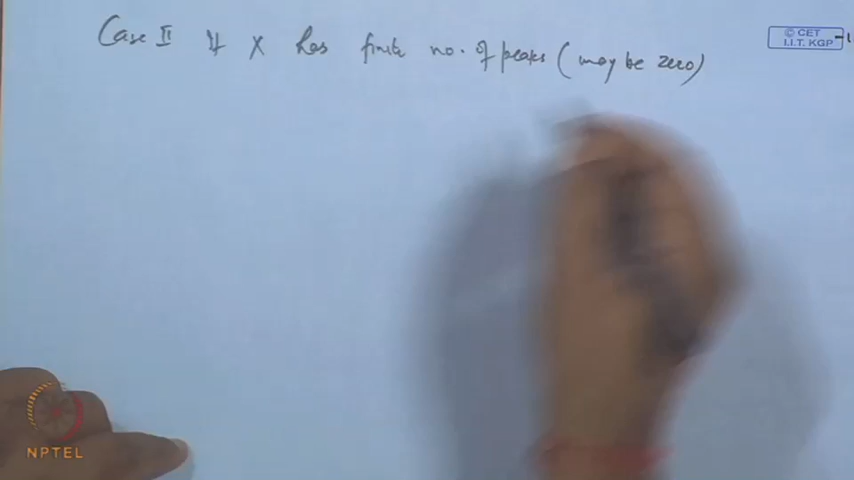 Case II If X has finite no. of peaks (may be zero)
© CET
I.I.T. KGP
NPTEL